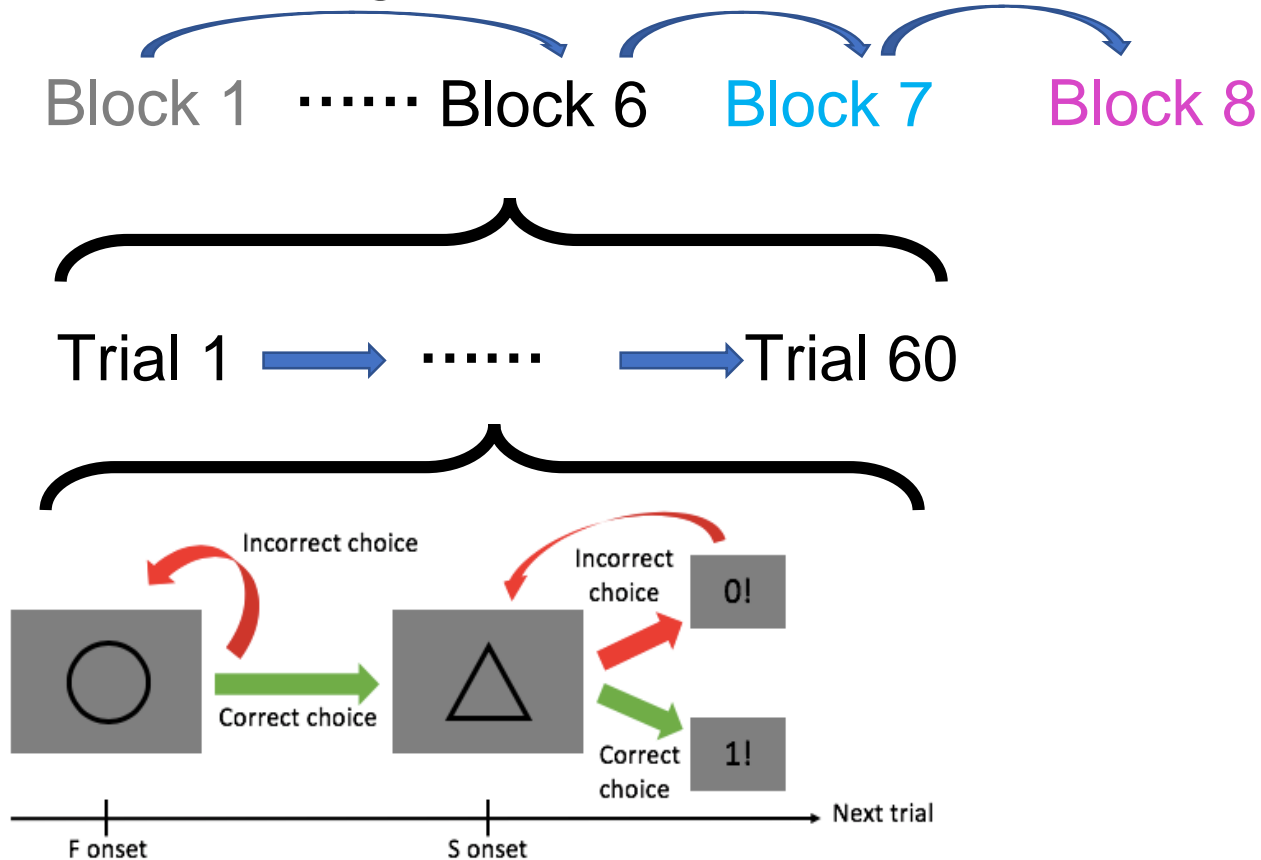 Block 1 ...... Block 6 Block 7 Block 8
Trial 1 ...... Trial 60
Incorrect choice
Incorrect
choice
0!
Correct choice
Correct
choice
1!
Next trial
F onset S onset